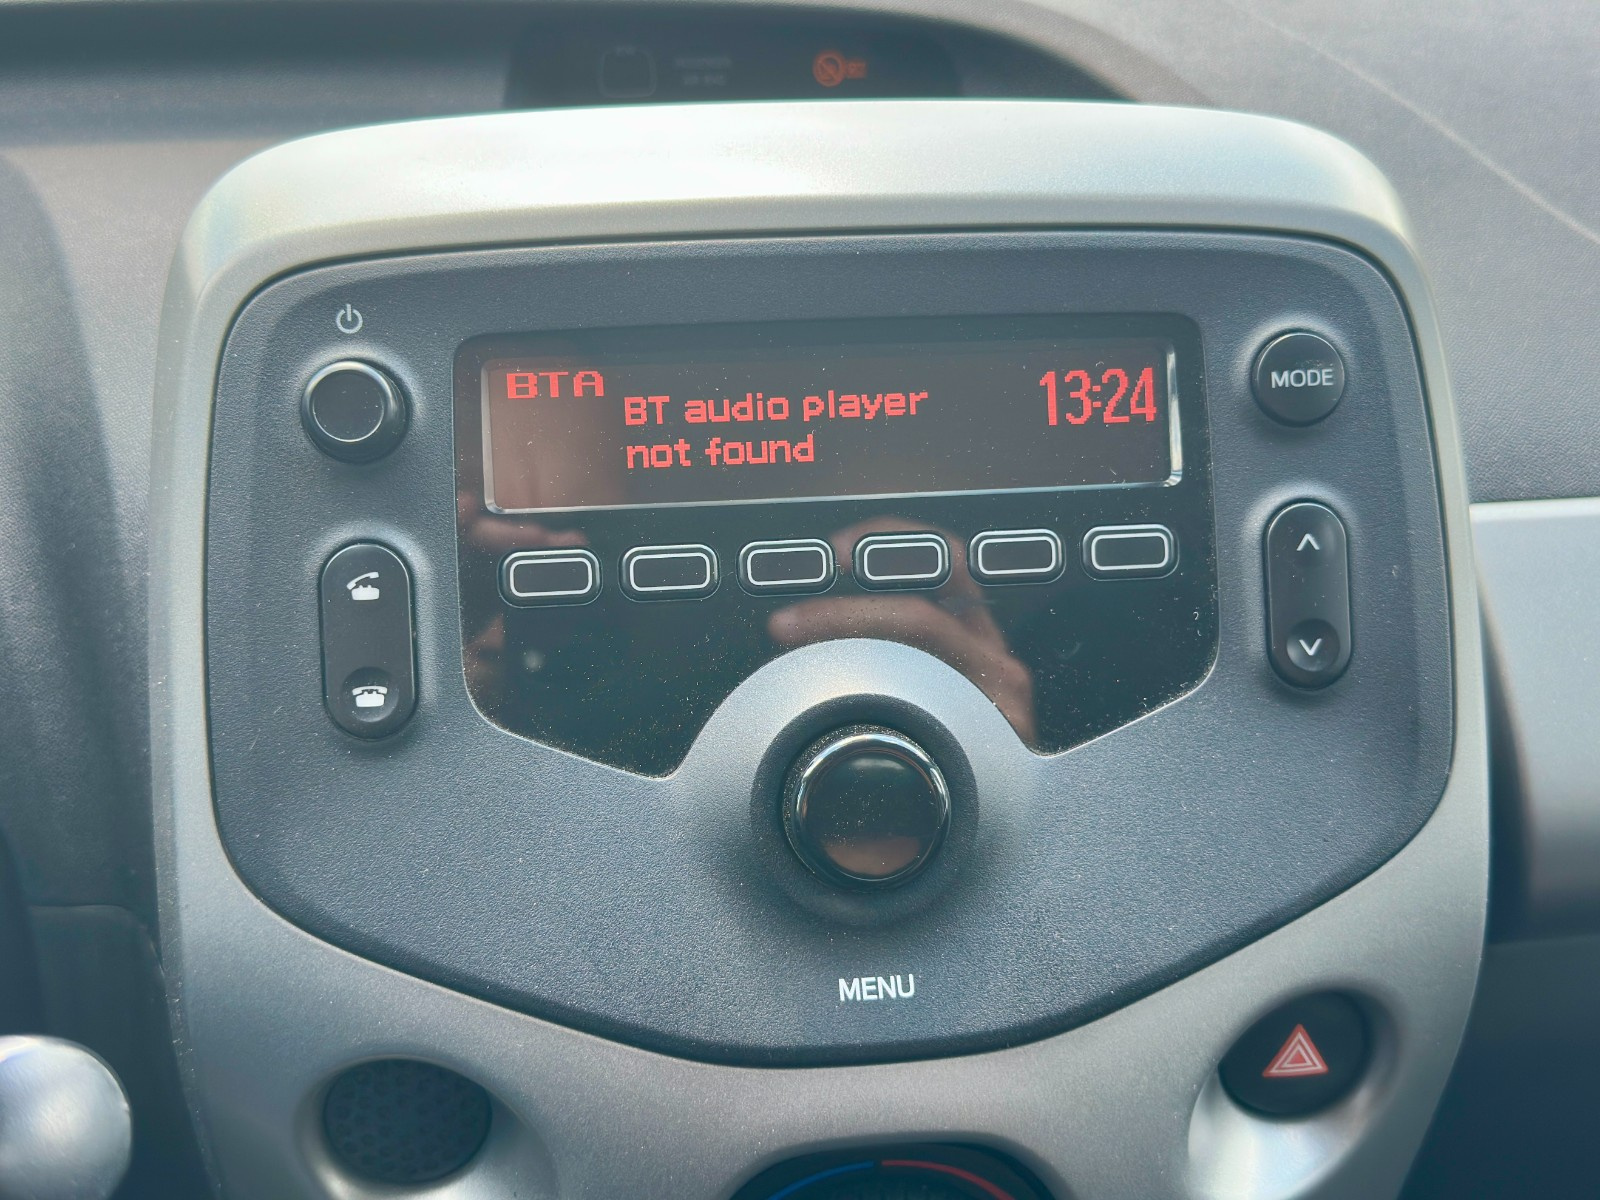 BTA
BT audio player
not found
13:24
MODE
MENU